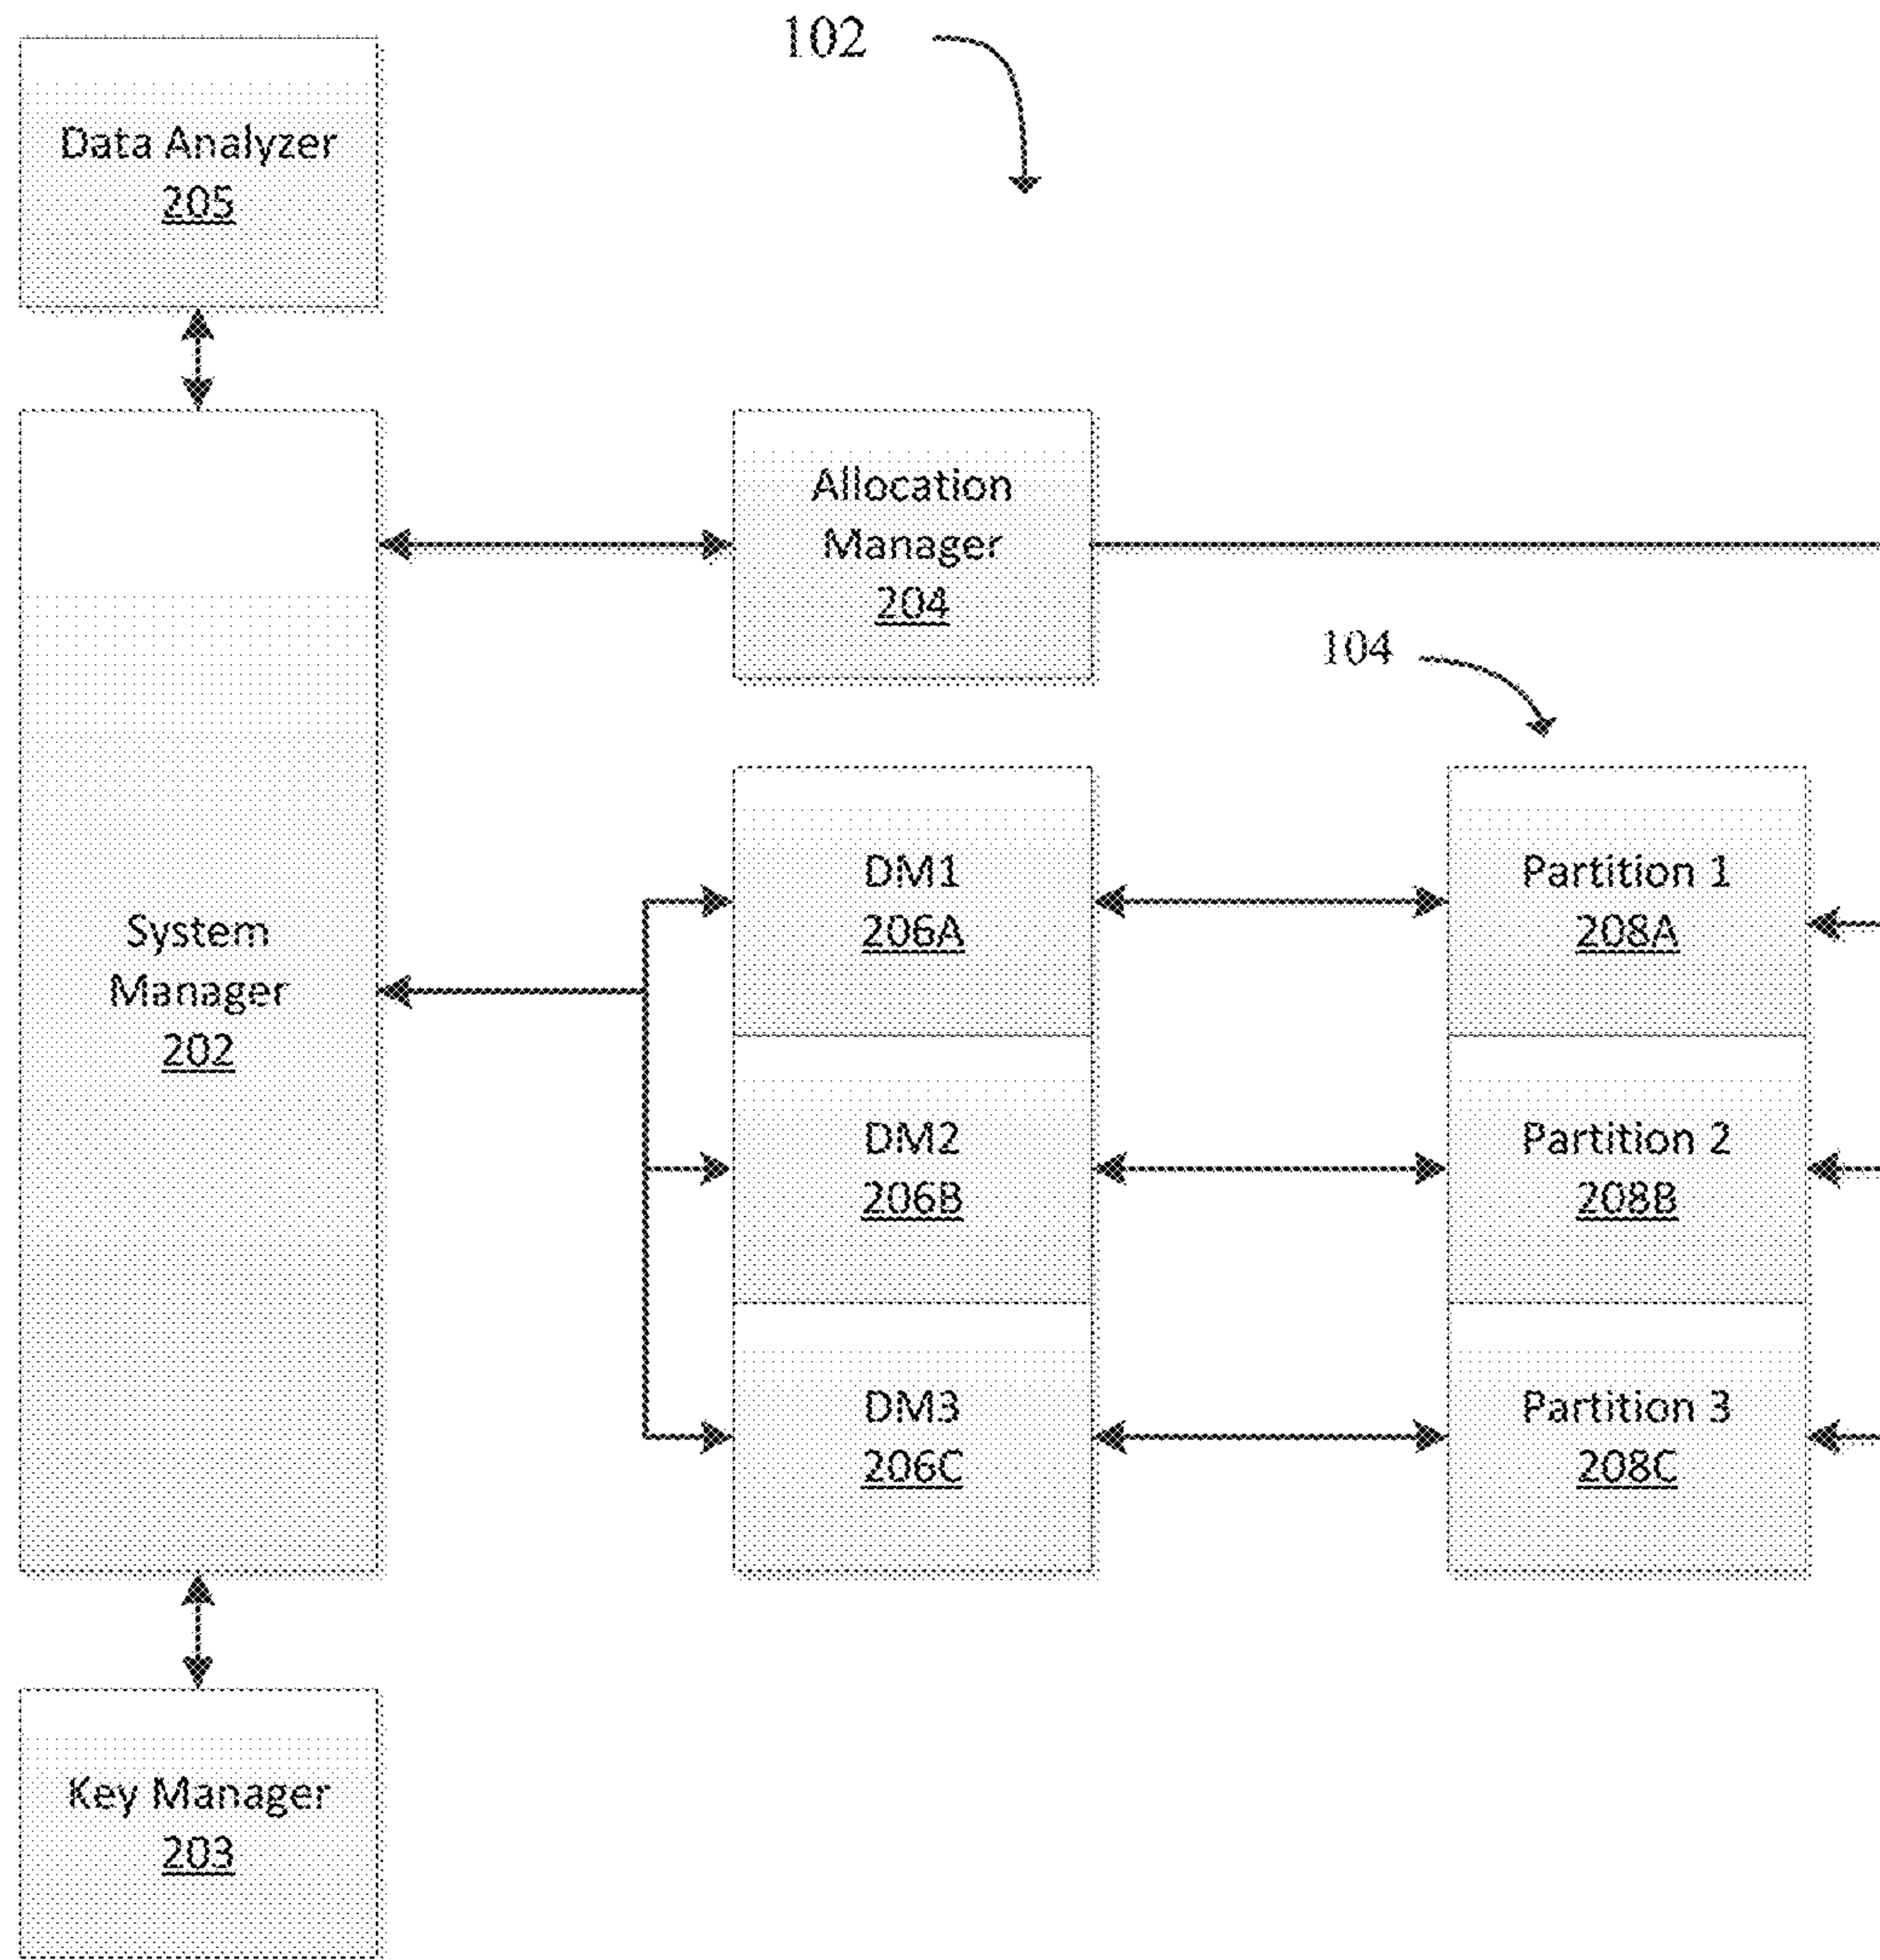 102
Data Analyzer
205
Allocation
Manager
204
104
System
Manager
202
DM1
206A
Partition 1
208A
DM2
206B
Partition 2
208B
DM3
206C
Partition 3
208C
Key Manager
203